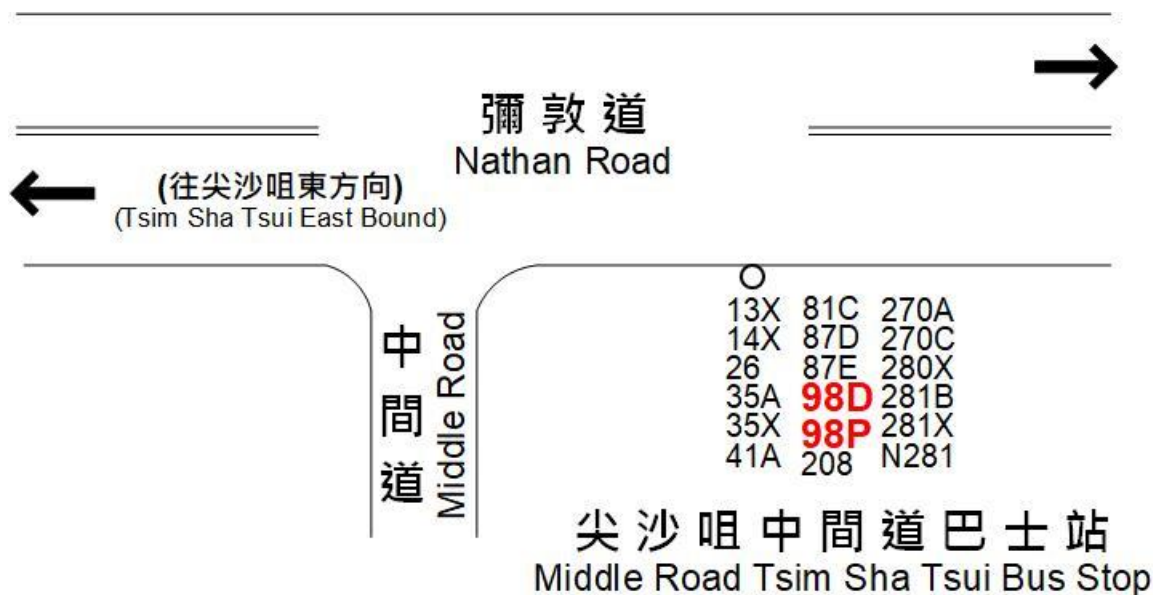 彌敦道
Nathan Road
(往尖沙咀東方向)
(Tsim Sha Tsui East Bound)
中間道
Middle Road
13X 81C 270A
14X 87D 270C
26 87E 280X
35A 98D 281B
35X 98P 281X
41A 208 N281
尖沙咀中間道巴士站
Middle Road Tsim Sha Tsui Bus Stop